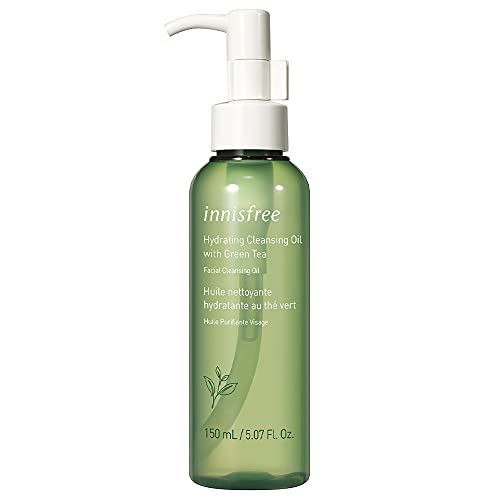 innisfree
Hydrating Cleansing Oil
with Green Tea
Facial Cleansing Oil
Huile nettoyante
hydratante au thé vert
Huile Purifiante Visage
150 mL / 5.07 Fl. Oz.